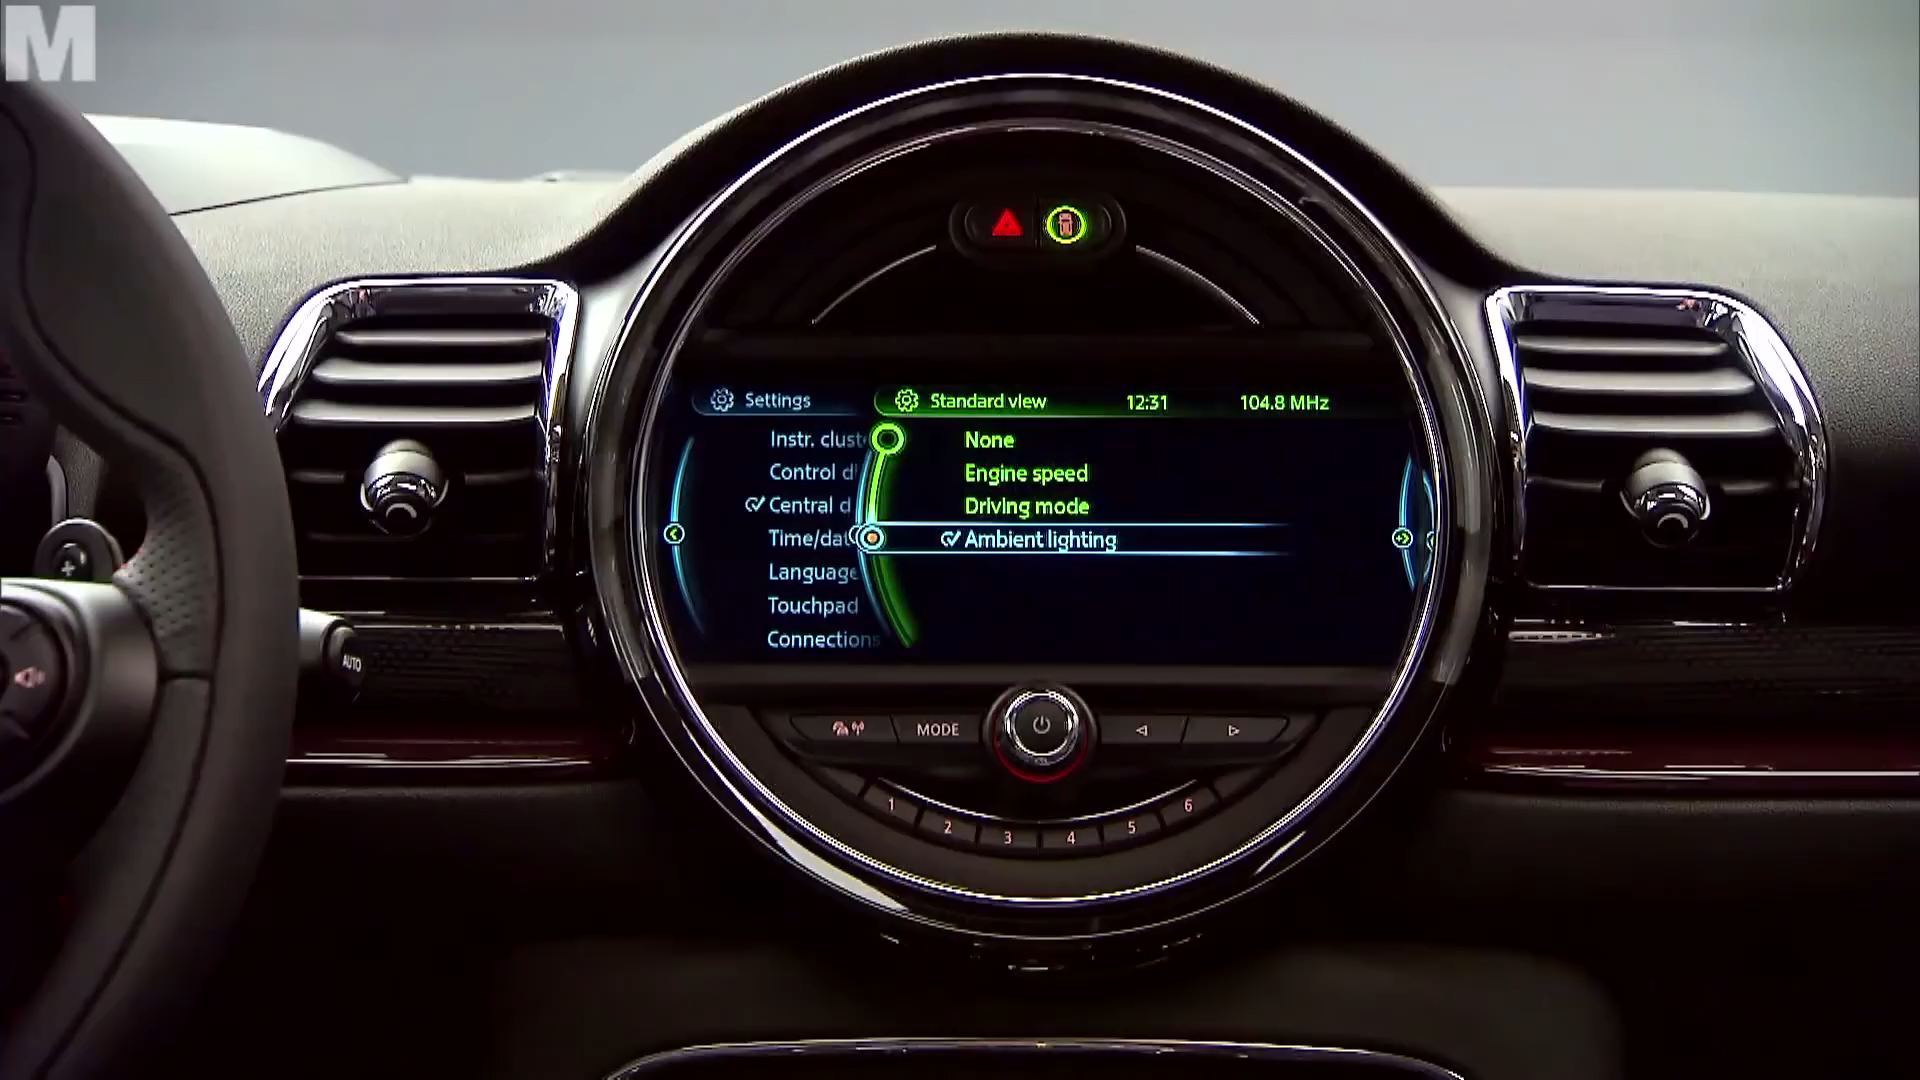 M
Settings
Standard view
12:31
104.8 MHz
Instr. clust
Control d
Central d
Time/dat
Language
Touchpad
Connections
None
Engine speed
Driving mode
Ambient lighting
AUTO
MODE
1
2
3
4
5
6